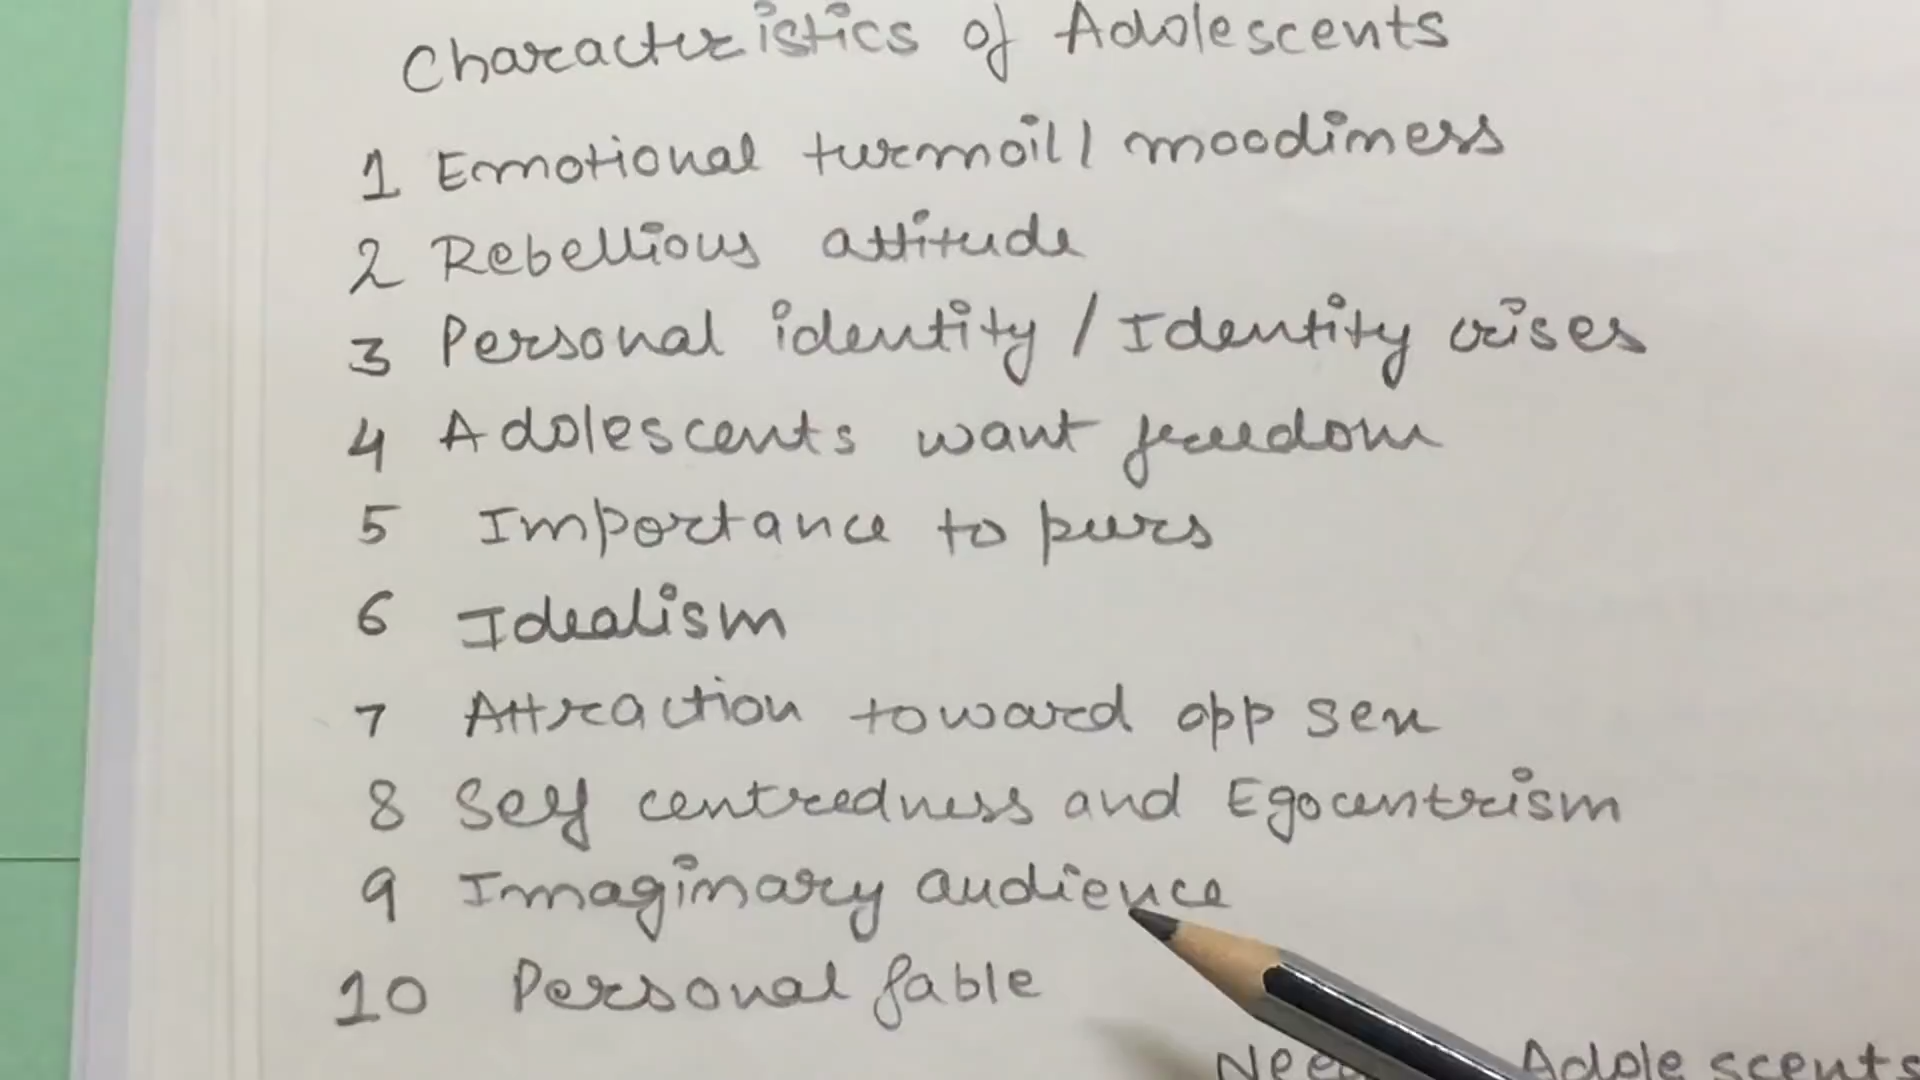 Characteristics of Adolescents
1 Emotional turmoil / moodiness
2 Rebellious attitude
3 Personal identity / Identity crises
4 Adolescents want freedom
5 Importance to peers
6 Idealism
7 Attraction toward opp sex
8 Self centredness and Egocentrism
9 Imaginary audience
10 Personal fable
Adolescents